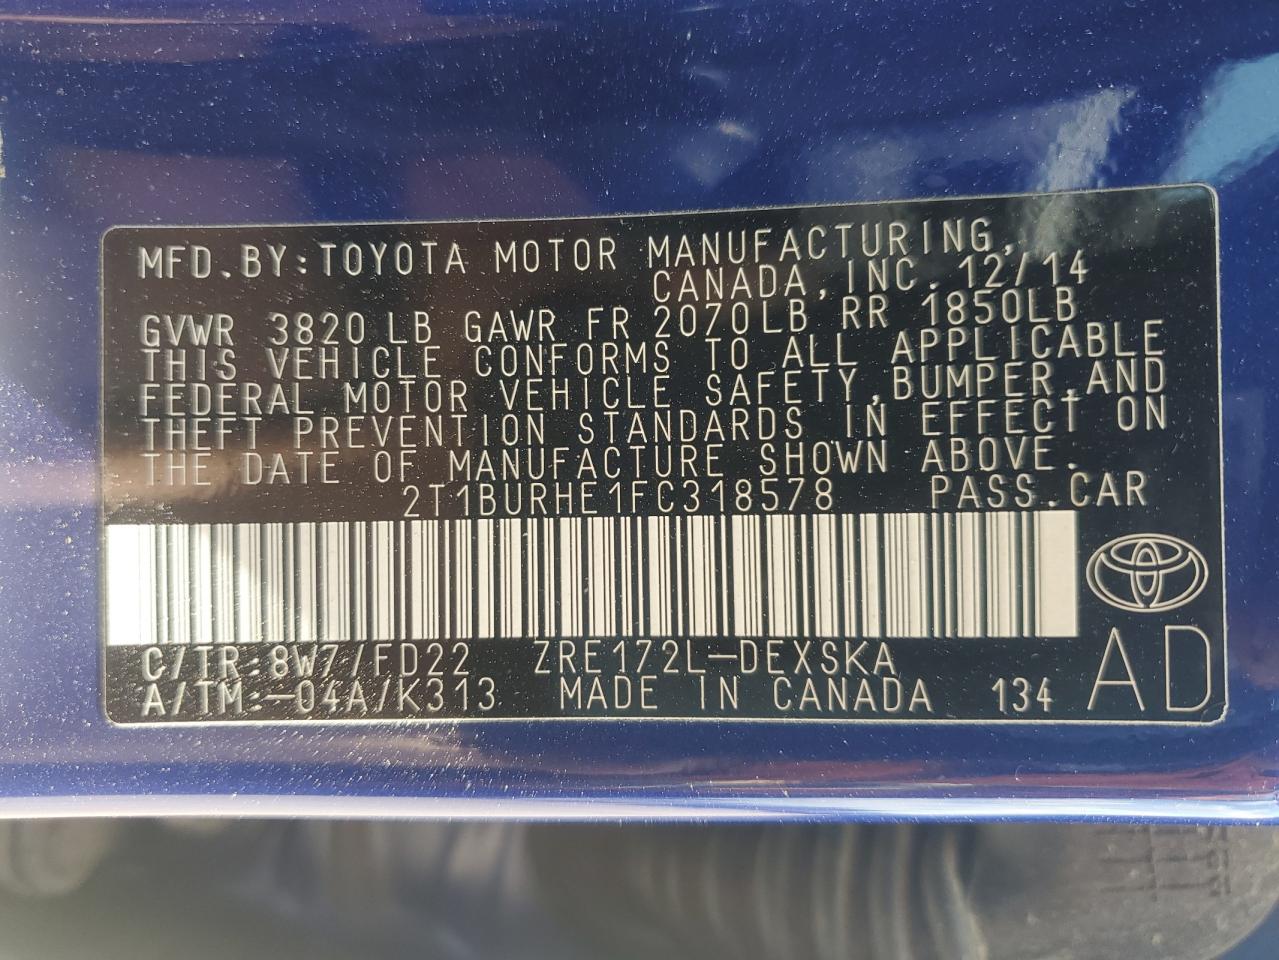 MFD.BY:TOYOTA MOTOR MANUFACTURING,
CANADA,INC. 12/14
GVWR 3820 LB GAWR FR 2070LB RR 1850LB
THIS VEHICLE CONFORMS TO ALL APPLICABLE
FEDERAL MOTOR VEHICLE SAFETY,BUMPER,AND
THEFT PREVENTION STANDARDS IN EFFECT ON
THE DATE OF MANUFACTURE SHOWN ABOVE.
2T1BURHE1FC318578 PASS.CAR
C/TR:8W7/FD22 ZRE172L-DEXSKA
A/TM:-04A/K313 MADE IN CANADA 134
AD